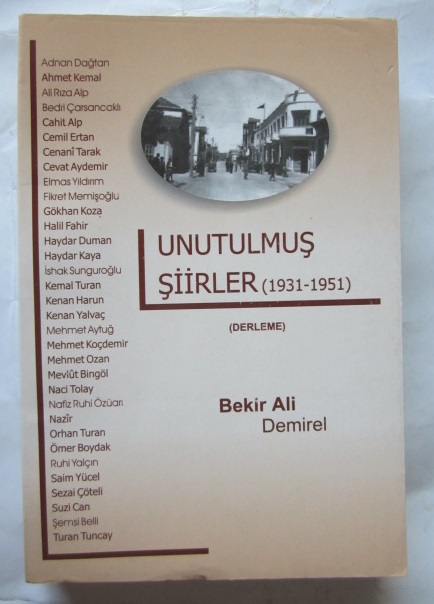 Adnan Dağtan
Ahmet Kemal
Ali Rıza Alp
Bedri Çarsancaklı
Cahit Alp
Cemil Ertan
Cenanî Tarak
Cevat Aydemir
Elmas Yıldırım
Fikret Memişoğlu
Gökhan Koza
Halil Fahir
Haydar Duman
Haydar Kaya
İshak Sunguroğlu
Kemal Turan
Kenan Harun
Kenan Yalvaç
Mehmet Aytuğ
Mehmet Koçdemir
Mehmet Ozan
Mevlût Bingöl
Naci Tolay
Nafiz Ruhi Özüarı
Nazîr
Orhan Turan
Ömer Boydak
Ruhi Yalçın
Saim Yücel
Sezai Çöteli
Suzi Can
Şemsi Belli
Turan Tuncay
UNUTULMUŞ
ŞİİRLER (1931-1951)
(DERLEME)
Bekir Ali
Demirel